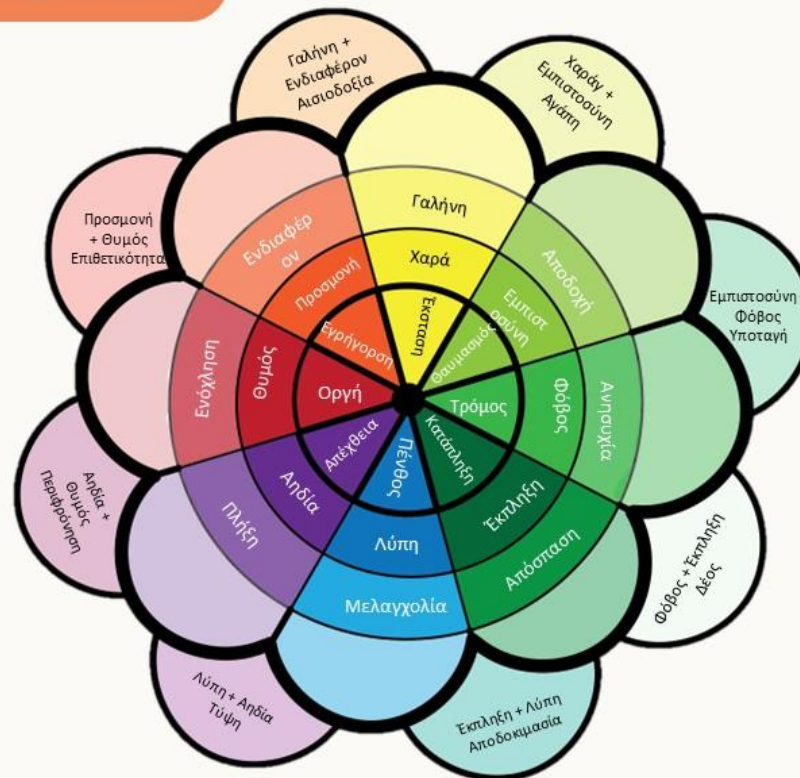 Γαλήνη +
Ενδιαφέρον
Αισιοδοξία
Χαράγ +
Εμπιστοσύνη
Αγάπη
Προσμονή
+ Θυμός
Επιθετικότητα
Εμπιστοσύνη
Φόβος
Υποταγή
Αηδία +
Θυμός
Περιφρόνηση
Φόβος + Έκπληξη
Δέος
Λύπη + Αηδία
Τύψη
Έκπληξη + Λύπη
Αποδοκιμασία
Γαλήνη
Χαρά
Έκσταση
Αποδοχή
Εμπιστ
οσύνη
Θαυμασμός
Ανησυχία
Φόβος
Τρόμος
Απόσπαση
Έκπληξη
Κατάπληξη
Μελαγχολία
Λύπη
Πένθος
Πλήξη
Αηδία
Απέχθεια
Ενόχληση
Θυμός
Οργή
Ενδιαφέρ
ον
Προσμονή
Εγρήγορση